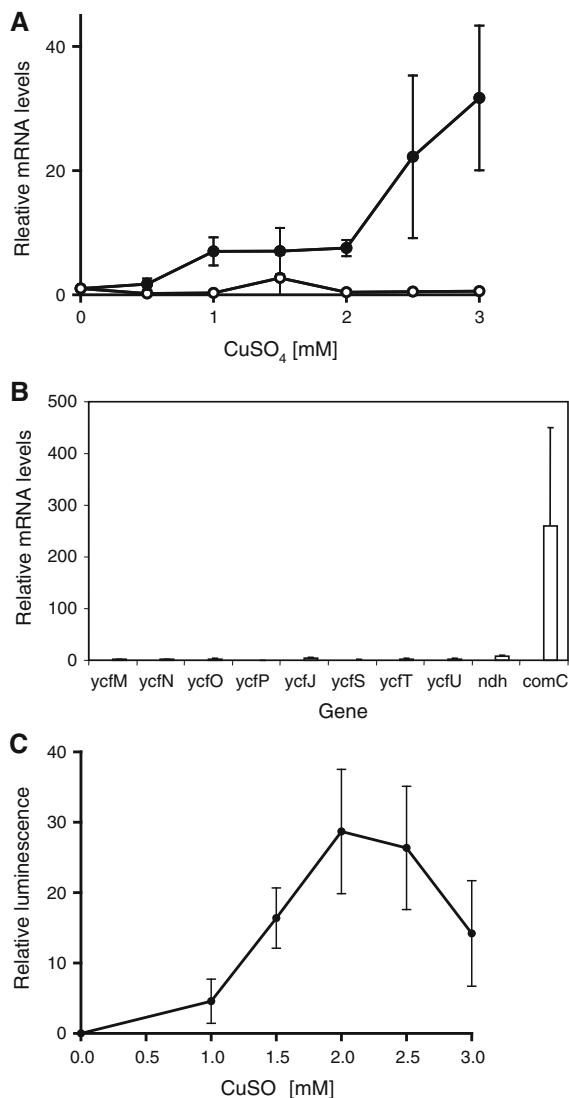 A
Rleative mRNA levels
40
20
0
0 1 2 3
CuSO4 [mM]
B
Relative mRNA levels
500
400
300
200
100
0
ycfM ycfN ycfO ycfP ycfJ ycfS ycfT ycfU ndh comC
Gene
C
Relative luminescence
40
30
20
10
0
0.0 0.5 1.0 1.5 2.0 2.5 3.0
CuSO [mM]